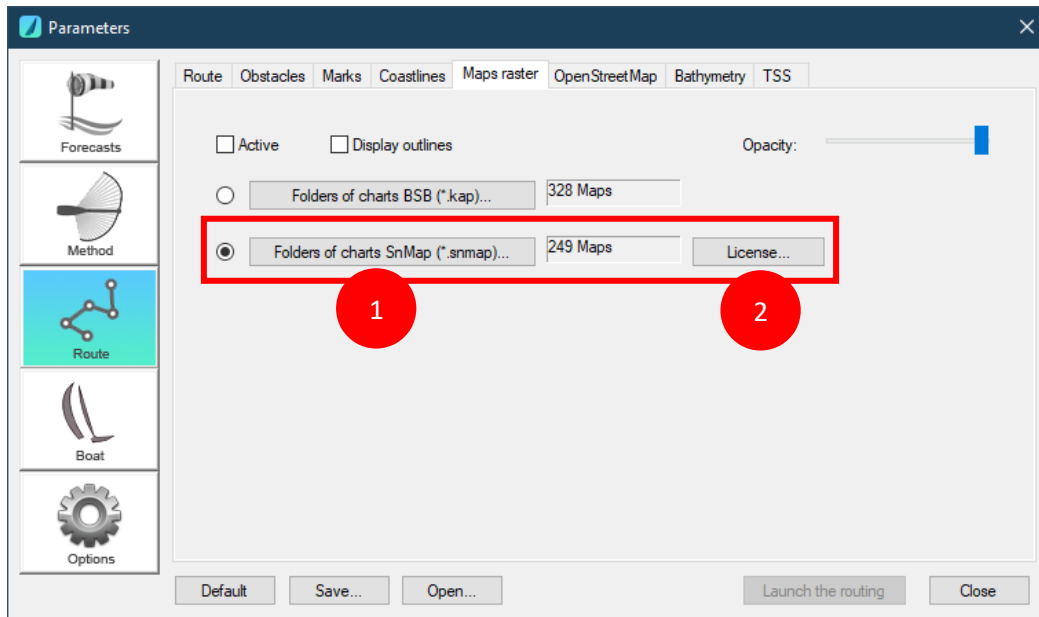 Parameters
Forecasts
Method
Route
Boat
Options
Route Obstacles Marks Coastlines Maps raster OpenStreetMap Bathymetry TSS
Active Display outlines Opacity:
Folders of charts BSB (*.kap)... 328 Maps
Folders of charts SnMap (*.snmap)... 249 Maps License...
1 2
Default Save... Open... Launch the routing Close